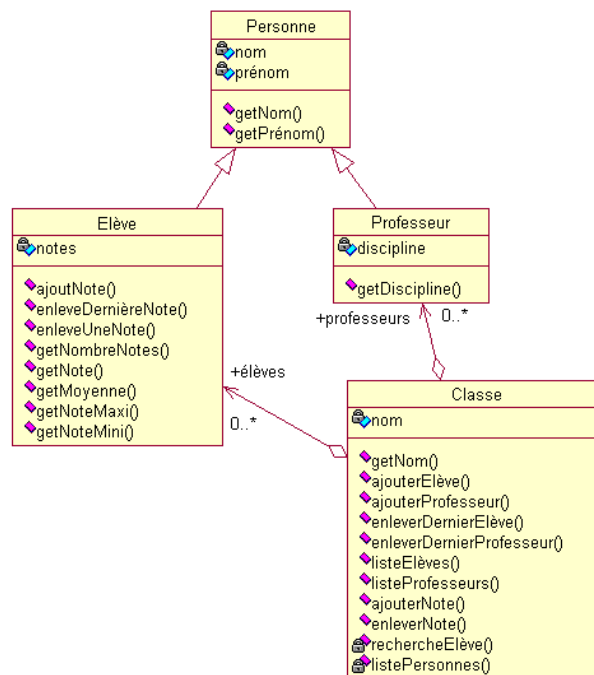 Personne
nom
prénom
getNom()
getPrénom()
Elève
notes
ajoutNote()
enleveDernièreNote()
enleveUneNote()
getNombreNotes()
getNote()
getMoyenne()
getNoteMaxi()
getNoteMini()
Professeur
discipline
getDiscipline()
+professeurs
0..*
+élèves
0..*
Classe
nom
getNom()
ajouterElève()
ajouterProfesseur()
enleverDernierElève()
enleverDernierProfesseur()
listeElèves()
listeProfesseurs()
ajouterNote()
enleverNote()
rechercheElève()
listePersonnes()